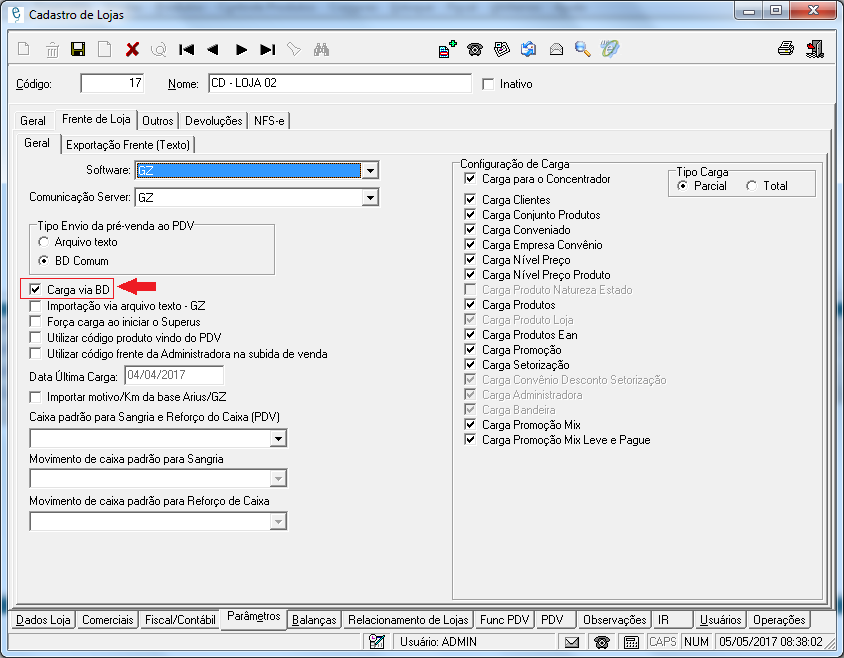 Cadastro de Lojas
Código: 17 Nome: CD - LOJA 02 Inativo
Geral Frente de Loja Outros Devoluções NFS-e
Geral Exportação Frente (Texto)
Software: GZ
Comunicação Server: GZ
Tipo Envio da pré-venda ao PDV
Arquivo texto
BD Comum
Carga via BD
Importação via arquivo texto - GZ
Força carga ao iniciar o Superus
Utilizar código produto vindo do PDV
Utilizar código frente da Administradora na subida de venda
Data Última Carga: 04/04/2017
Importar motivo/Km da base Arius/GZ
Caixa padrão para Sangria e Reforço do Caixa (PDV)
Movimento de caixa padrão para Sangria
Movimento de caixa padrão para Reforço de Caixa
Configuração de Carga
Carga para o Concentrador
Tipo Carga
Parcial Total
Carga Clientes
Carga Conjunto Produtos
Carga Conveniado
Carga Empresa Convênio
Carga Nível Preço
Carga Nível Preço Produto
Carga Produto Natureza Estado
Carga Produtos
Carga Produto Loja
Carga Produtos Ean
Carga Promoção
Carga Setorização
Carga Convênio Desconto Setorização
Carga Administradora
Carga Bandeira
Carga Promoção Mix
Carga Promoção Mix Leve e Pague
Dados Loja Comerciais Fiscal/Contábil Parâmetros Balanças Relacionamento de Lojas Func PDV PDV Observações IR Usuários Operações
Usuário: ADMIN CAPS NUM 05/05/2017 08:38:02